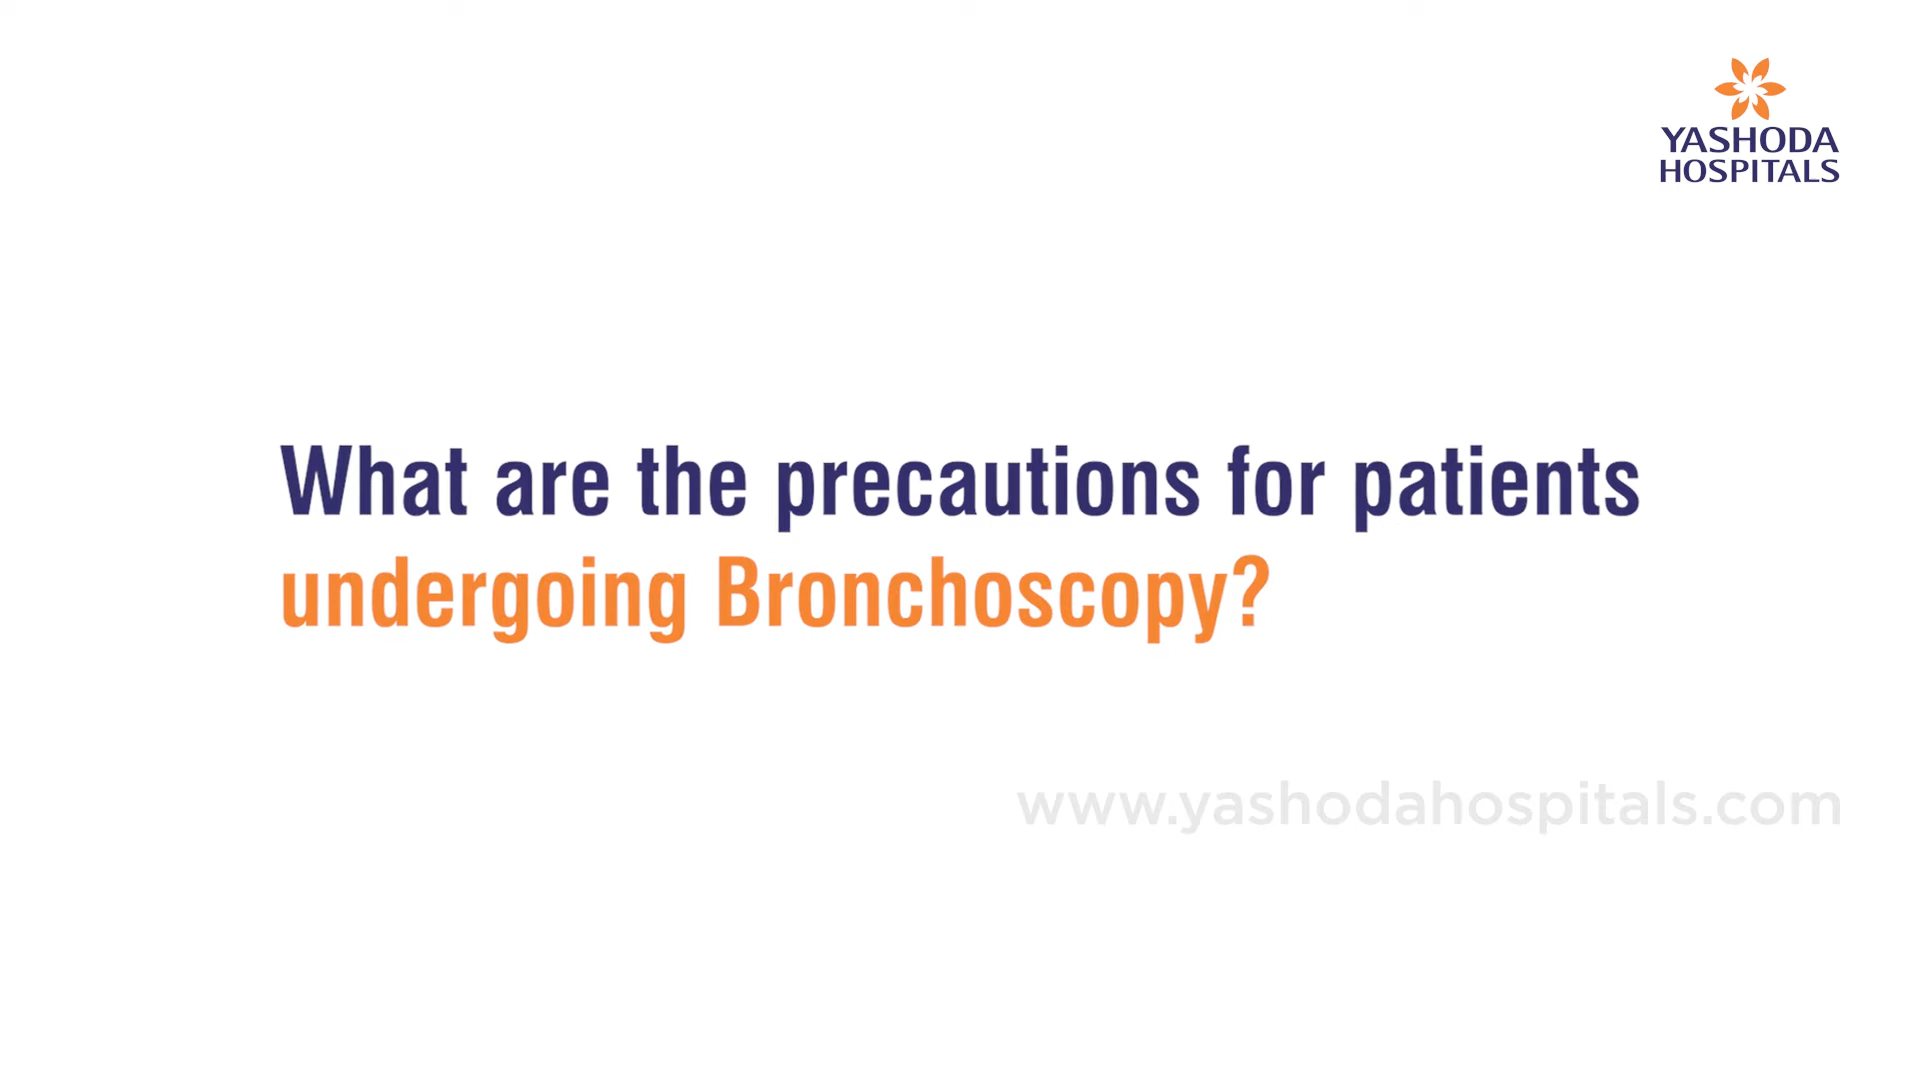 YASHODA
HOSPITALS
What are the precautions for patients
undergoing Bronchoscopy?
www.yashodahospitals.com